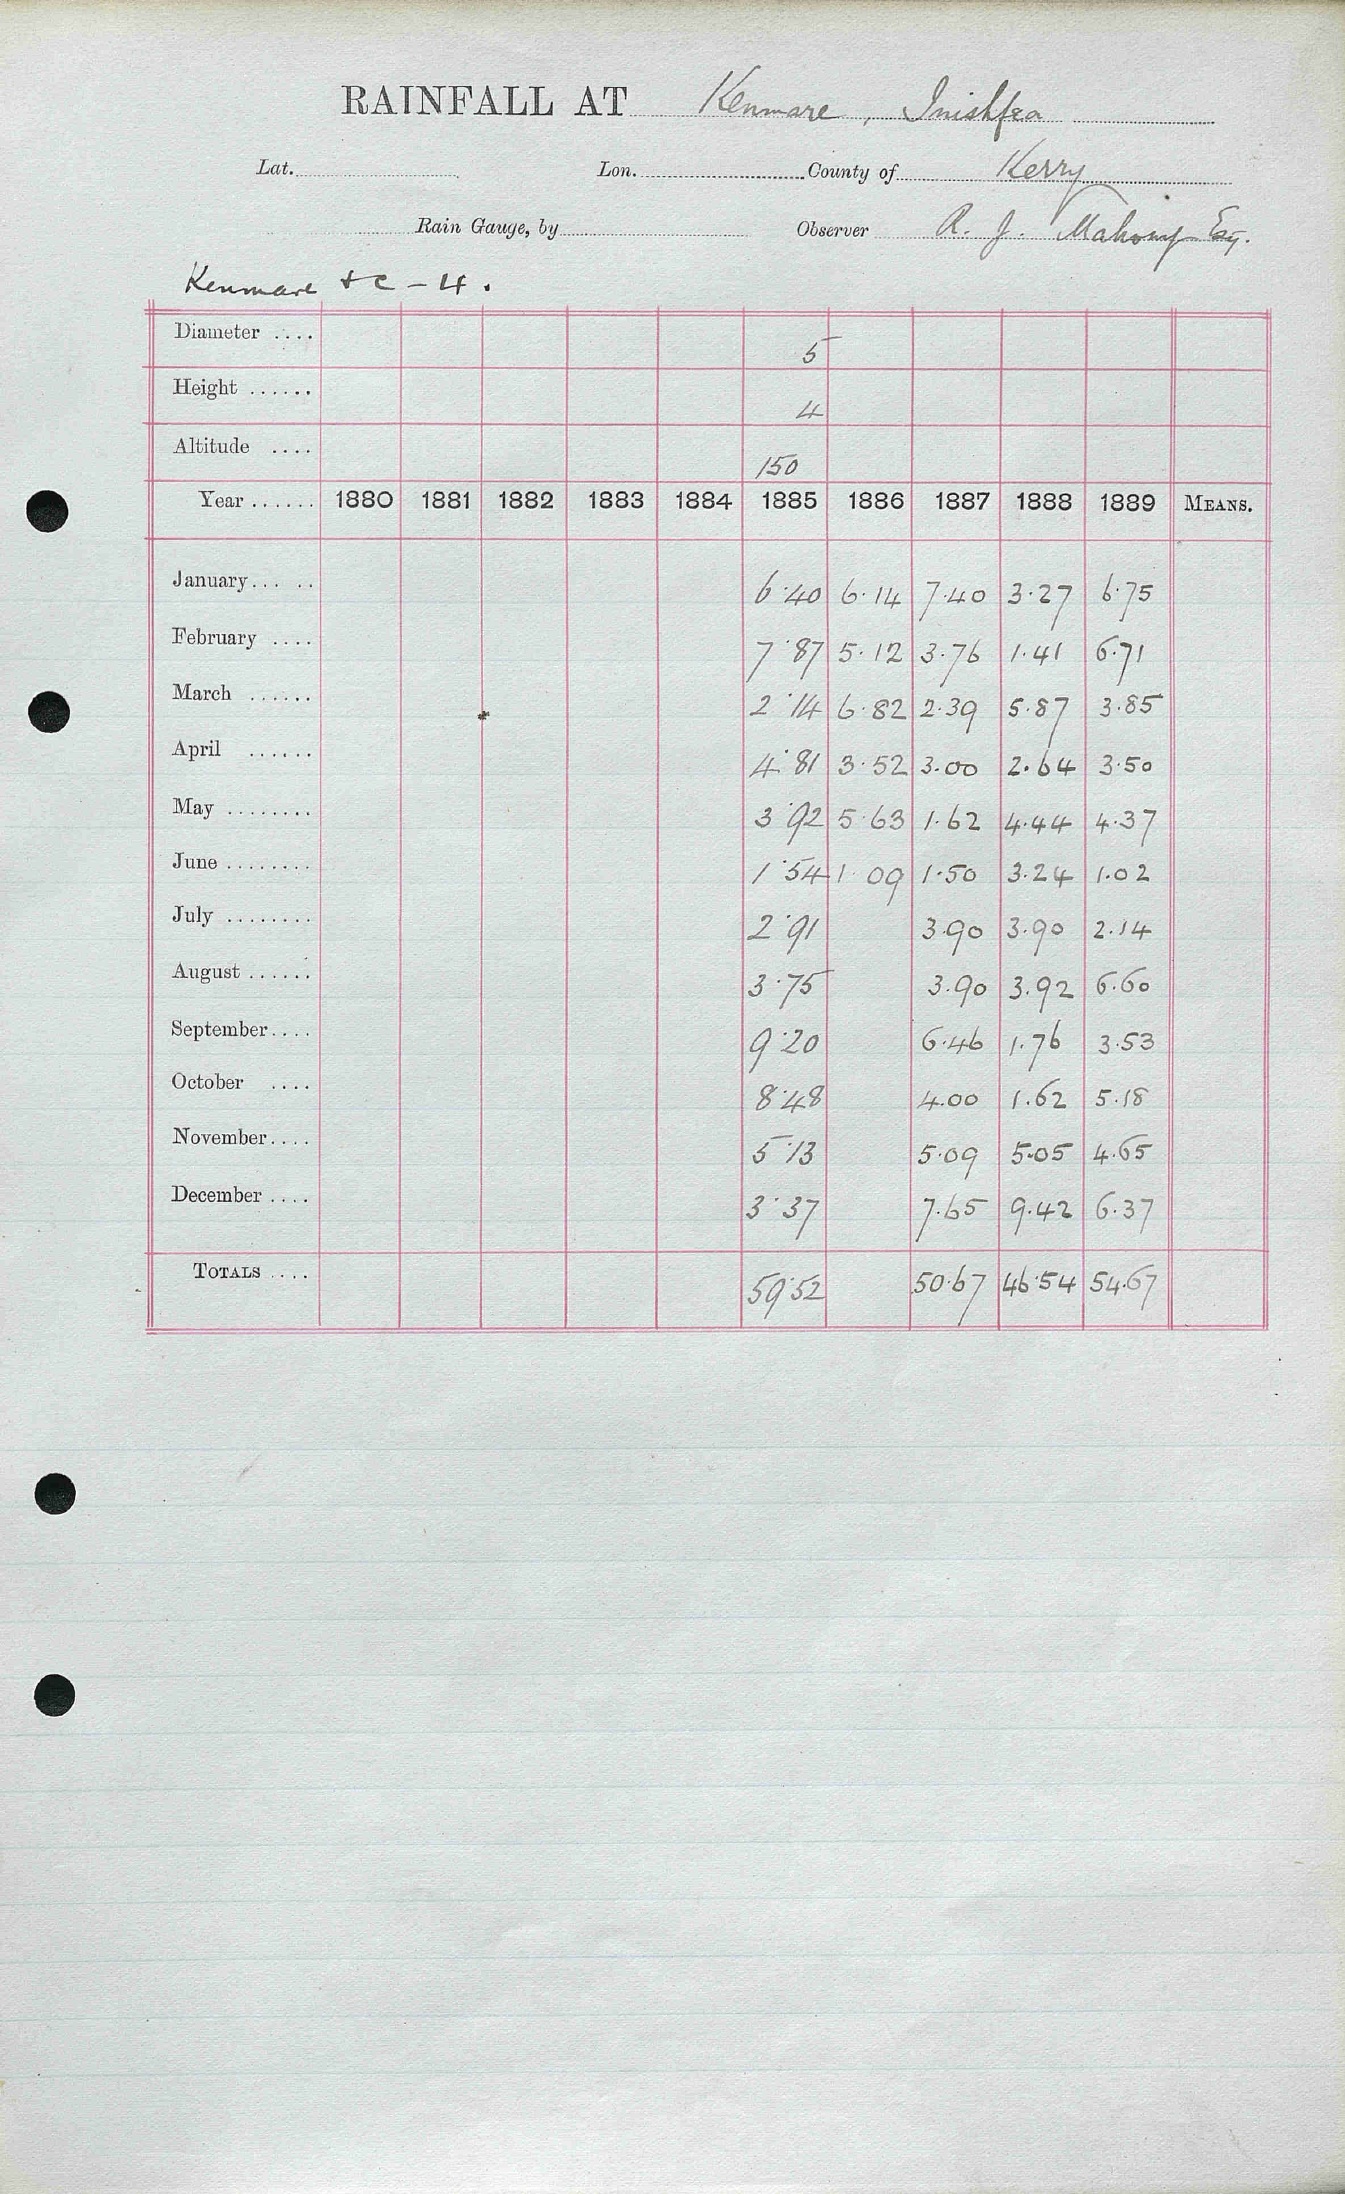 RAINFALL AT Kenmare, Inishfea
Lat. Lon. County of Kerry
Rain Gauge, by Observer R. J. Mahony Esq.
Kenmare &c - 4.
Diameter .... 5
Height ...... 4
Altitude .... 150
Year ...... 1880 1881 1882 1883 1884 1885 1886 1887 1888 1889 MEANS.
January... .. 6.40 6.14 7.40 3.27 6.75
February .... 7.87 5.12 3.76 1.41 6.71
March ...... 2.14 6.82 2.39 5.87 3.85
April ...... 4.81 3.52 3.00 2.64 3.50
May ........ 3.92 5.63 1.62 4.44 4.37
June ........ 1.54 1.09 1.50 3.24 1.02
July ........ 2.91 3.90 3.90 2.14
August ...... 3.75 3.90 3.92 6.60
September.... 9.20 6.46 1.76 3.53
October .... 8.48 4.00 1.62 5.18
November.... 5.13 5.09 5.05 4.65
December .... 3.37 7.65 9.42 6.37
TOTALS .... 59.52 50.67 46.54 54.67